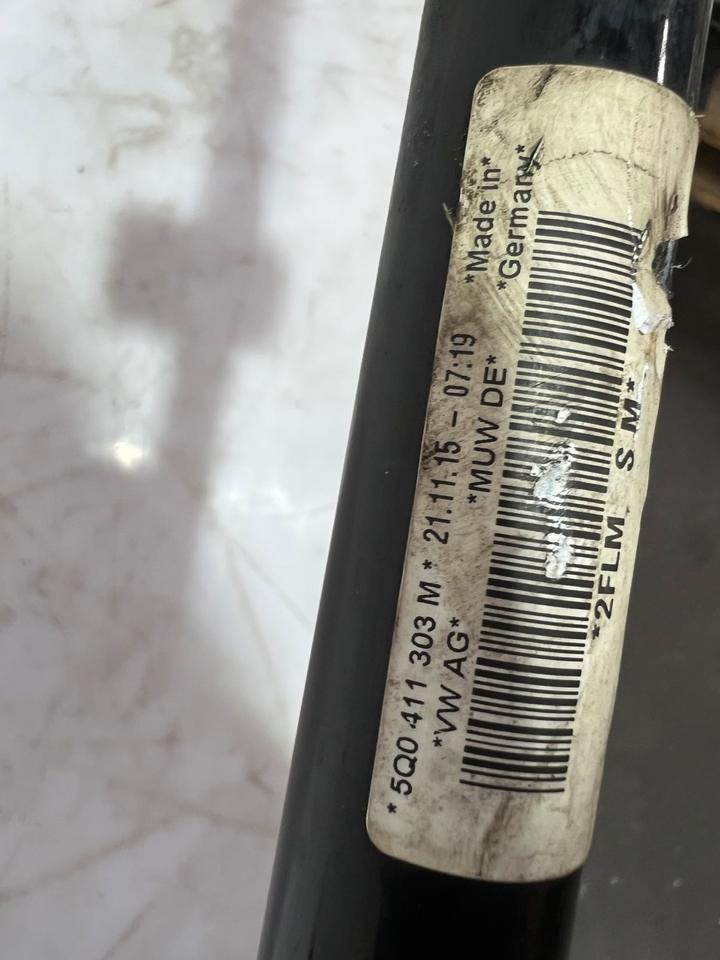 *Made in*
*Germany*
* 5Q0 411 303 M * 21.11.15 – 07:19
*VW AG* *MUW DE*
*2FLM S M*